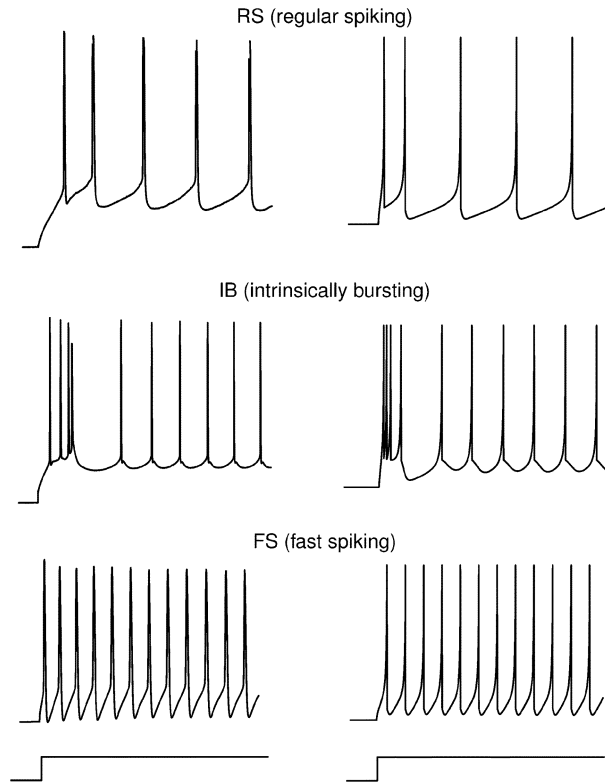 RS (regular spiking)
IB (intrinsically bursting)
FS (fast spiking)